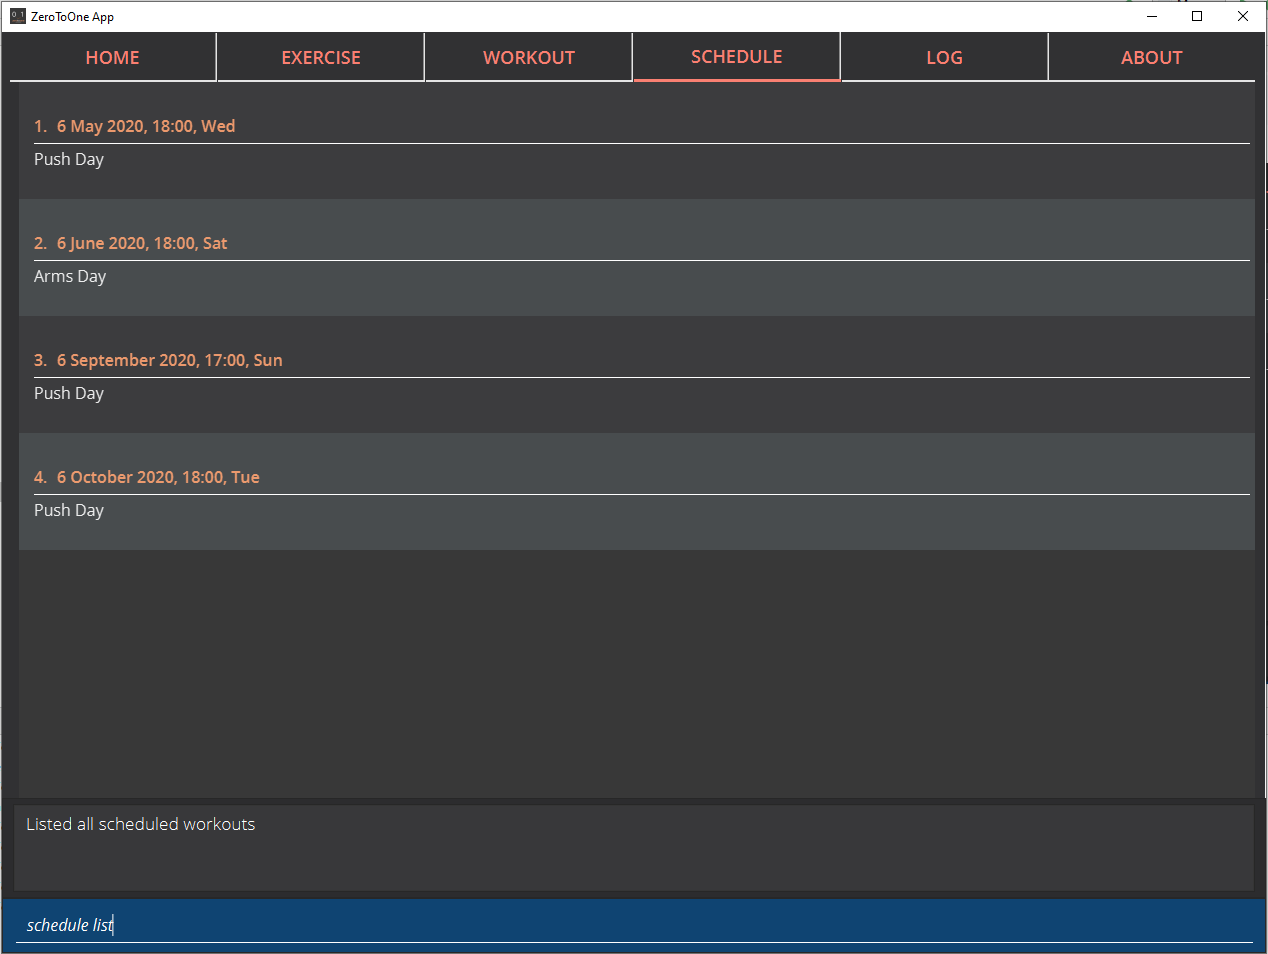 ZeroToOne App
HOME EXERCISE WORKOUT SCHEDULE LOG ABOUT
1. 6 May 2020, 18:00, Wed
Push Day
2. 6 June 2020, 18:00, Sat
Arms Day
3. 6 September 2020, 17:00, Sun
Push Day
4. 6 October 2020, 18:00, Tue
Push Day
Listed all scheduled workouts
schedule list